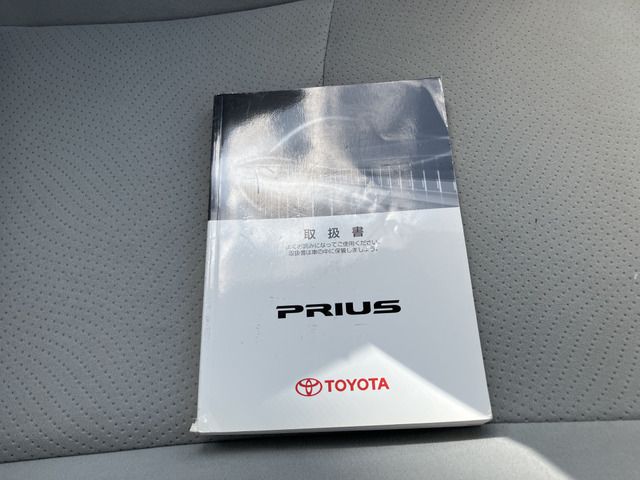 取扱書
よくお読みになってご使用ください。
取扱書は車の中に保管しましょう。
PRIUS
TOYOTA